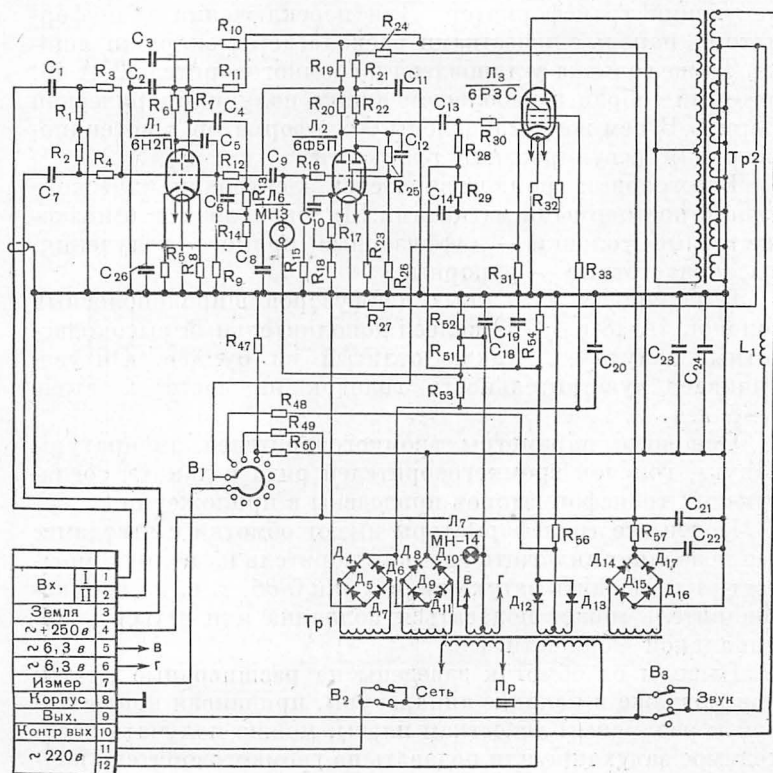 R10
R34
C3
R19
R21
C11
Л3
6Р3С
C1
R3
C2
R11
R6
R7
C4
R20
R22
C13
R1
Л1
6Н2П
C5
Л2
6Ф5П
C12
R30
R28
Тр2
R2
R4
R12
C9
R16
R25
R29
C7
C6
R13
Л6
МН3
C10
C14
R32
R14
R17
R23
C26
R5
R8
R9
C8
R15
R18
R26
R31
R33
R27
R47
R52
C19
R54
L1
R51
C18
C20
C23
C24
R53
R48
R49
R50
B1
Л7
МН-14
R56
R57
C21
C22
Д4
Д6
Д8
Д10
Д5
Д9
Д7
Д11
в
г
Д12
Д13
Д14
Д17
Д15
Д16
Тр1
Вх. I 1
II 2
Земля 3
~+250в 4
~6,3в 5 в
~6,3в 6 г
Измер 7
Корпус 8
Вых. 9
Контр вых 10
~220в 11
12
B2
Сеть
Пр
B3
Звук